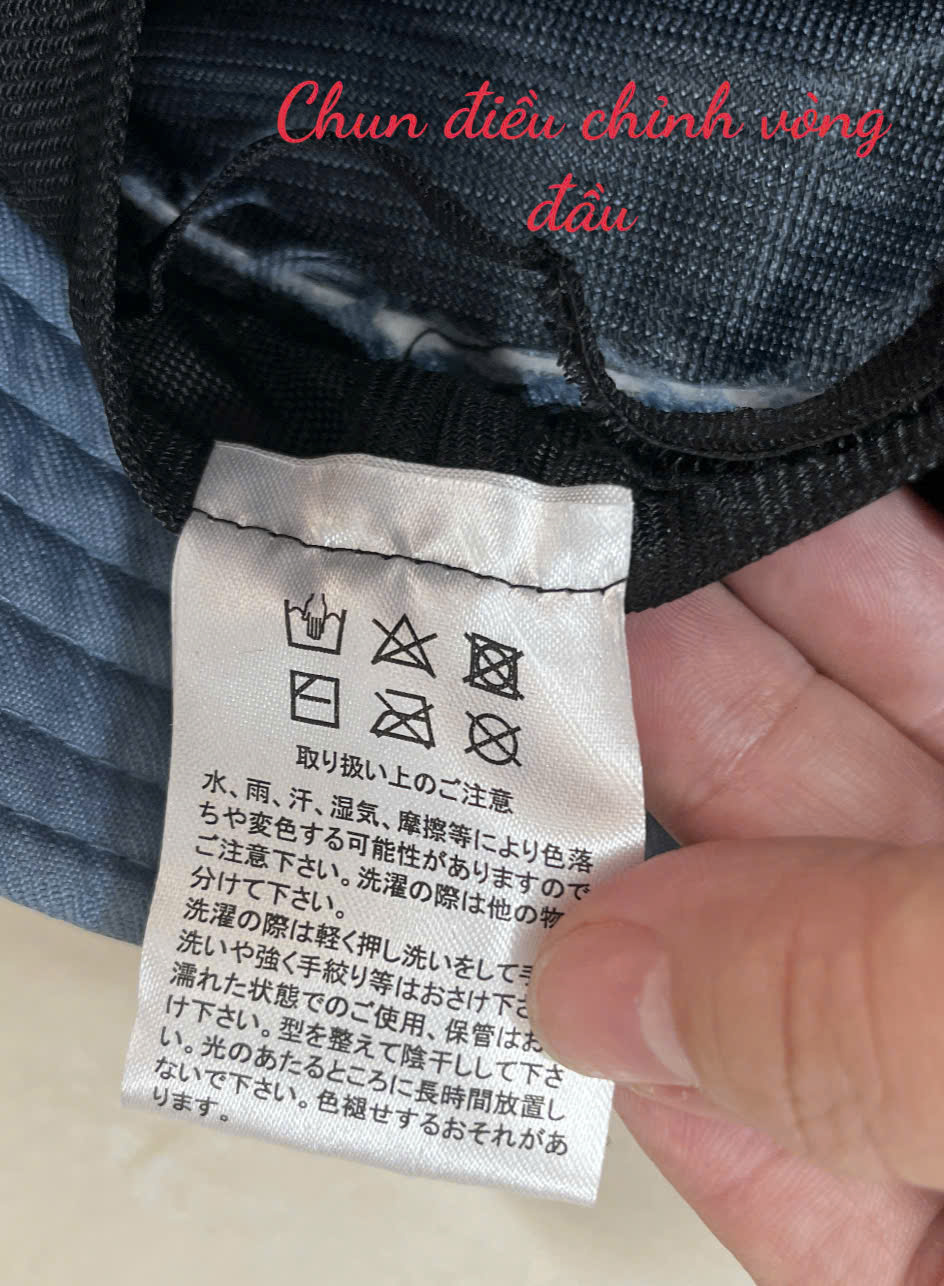 Chun điều chỉnh vòng
đầu
取り扱い上のご注意
水、雨、汗、湿気、摩擦等により色落
ちや変色する可能性がありますので
ご注意下さい。洗濯の際は他の物
分けて下さい。
洗濯の際は軽く押し洗いをして手
洗いや強く手絞り等はおさけ下さ
濡れた状態でのご使用、保管はお
け下さい。型を整えて陰干しして下さ
い。光のあたるところに長時間放置し
ないで下さい。色褪せするおそれがあ
ります。